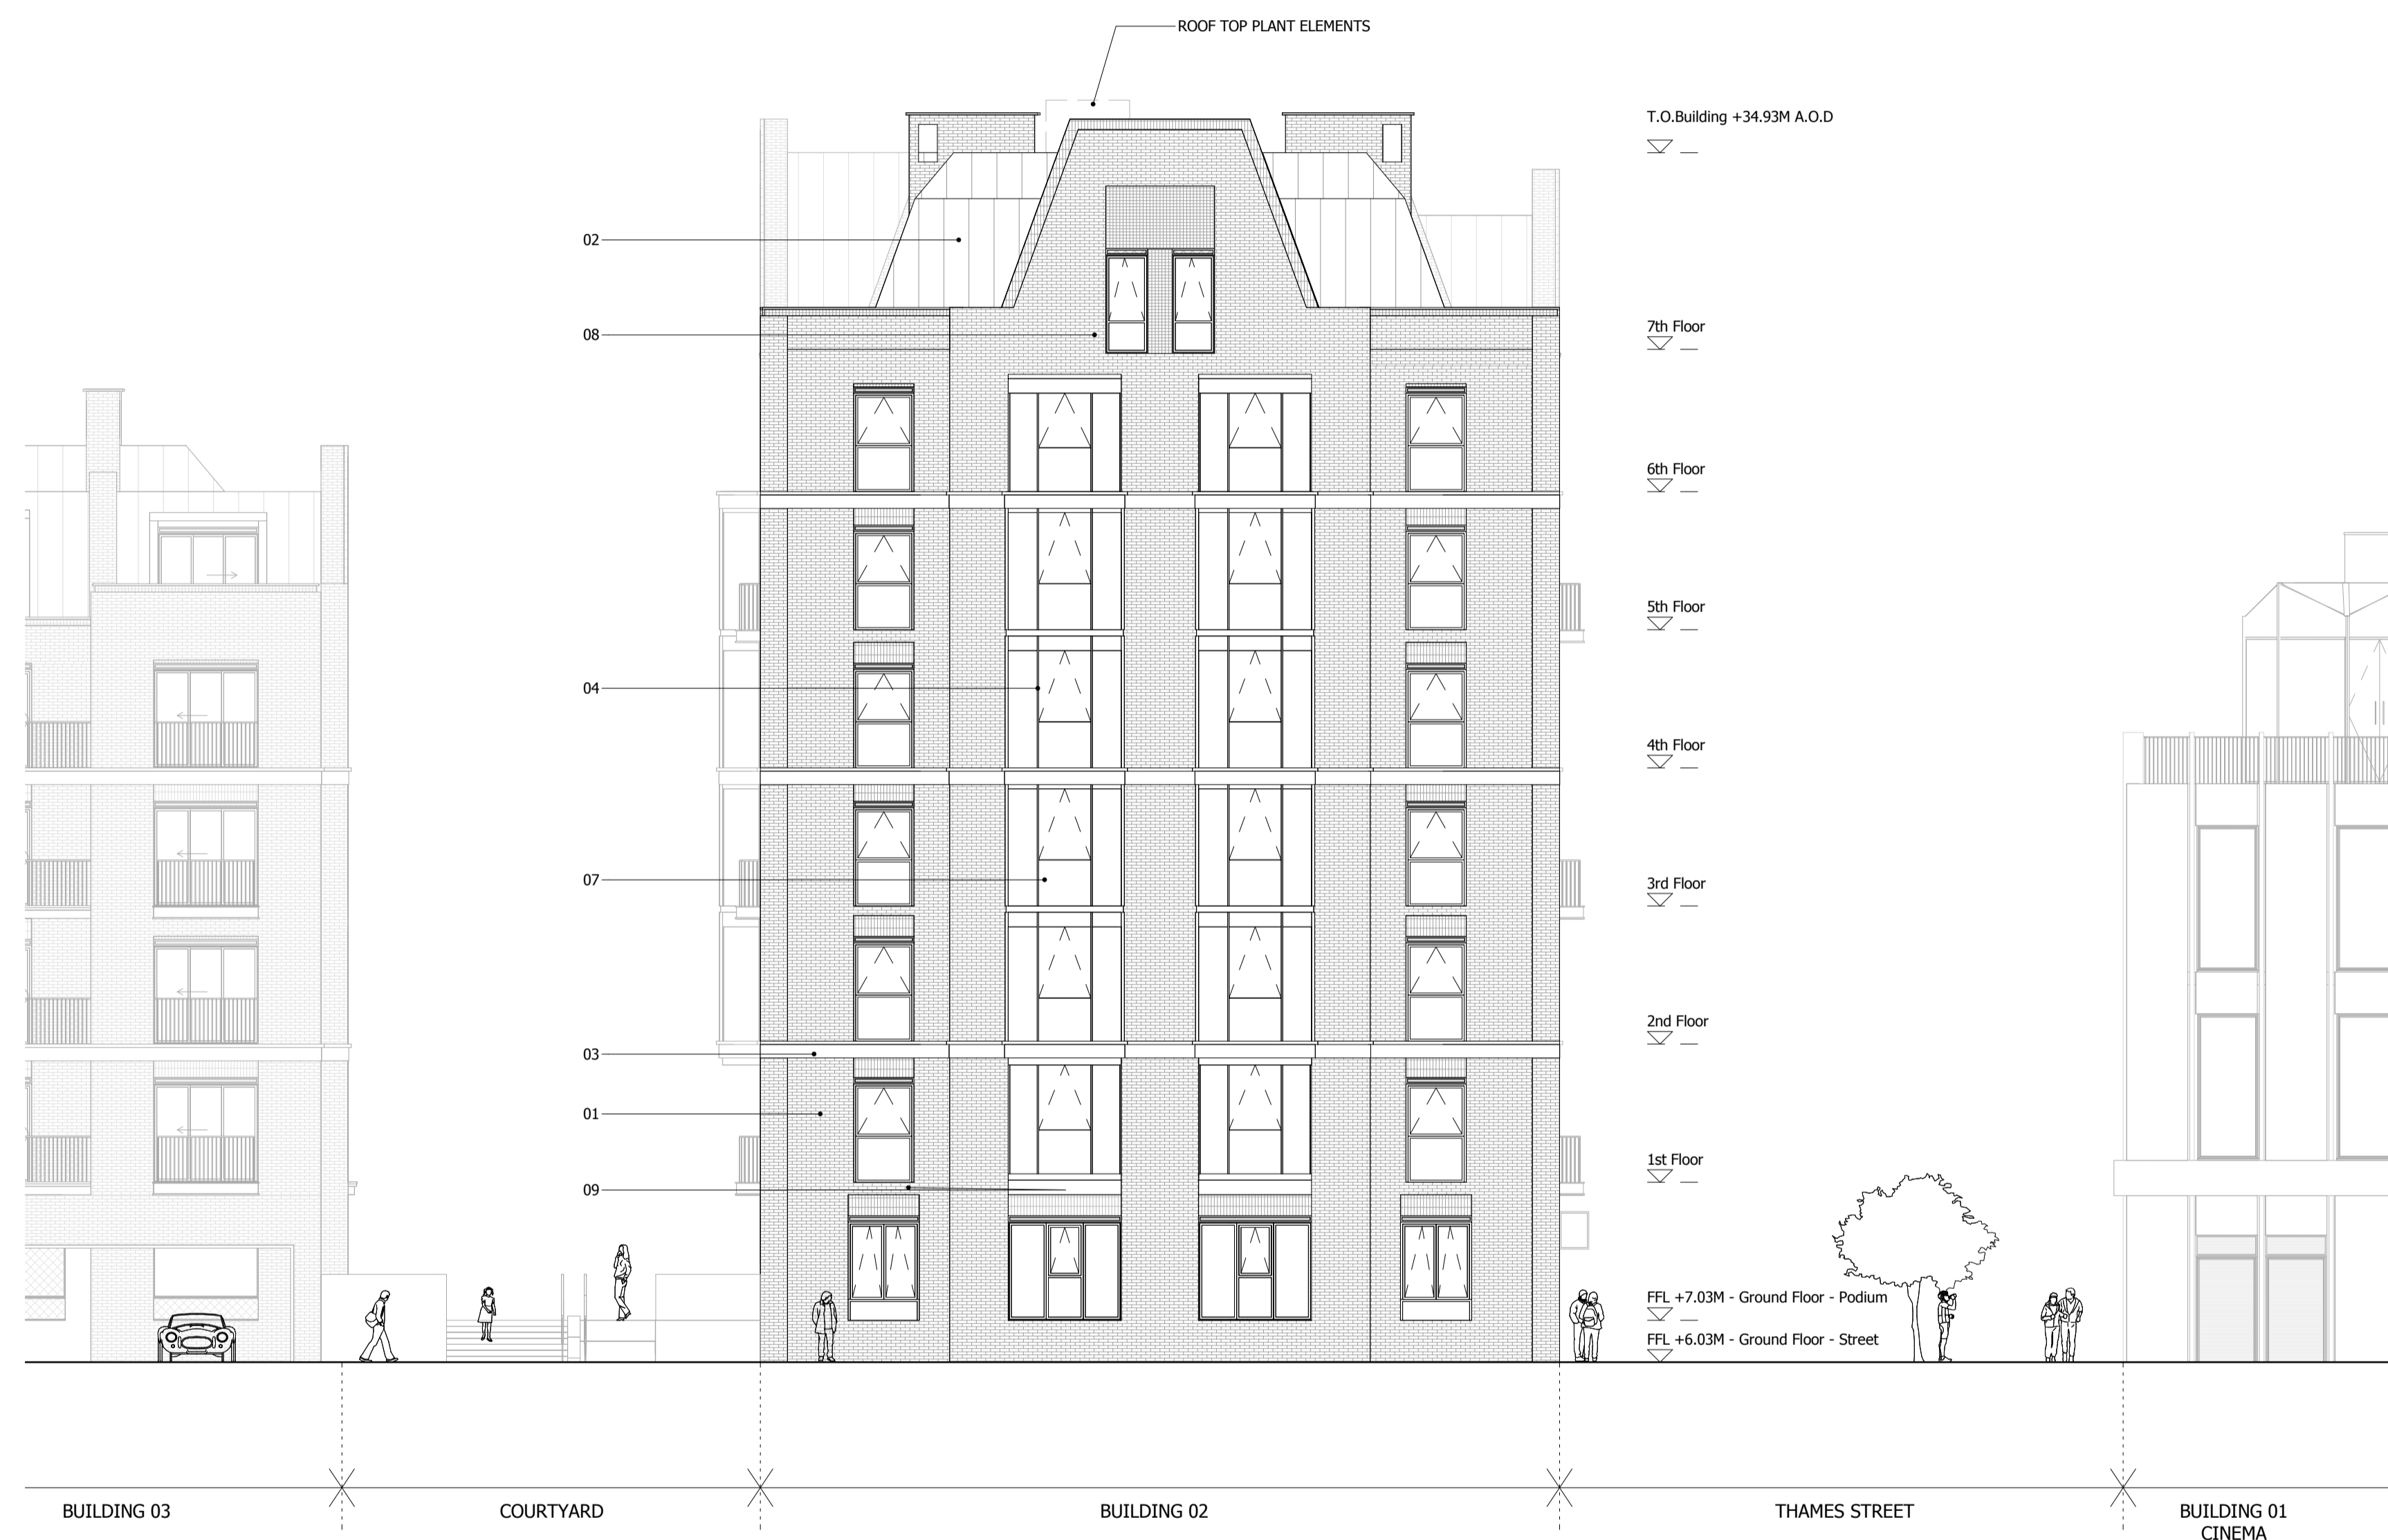 ROOF TOP PLANT ELEMENTS
T.O.Building +34.93M A.O.D
02
7th Floor
08
6th Floor
5th Floor
04
4th Floor
07
3rd Floor
2nd Floor
03
01
1st Floor
09
FFL +7.03M - Ground Floor - Podium
FFL +6.03M - Ground Floor - Street
BUILDING 03
COURTYARD
BUILDING 02
THAMES STREET
BUILDING 01
CINEMA